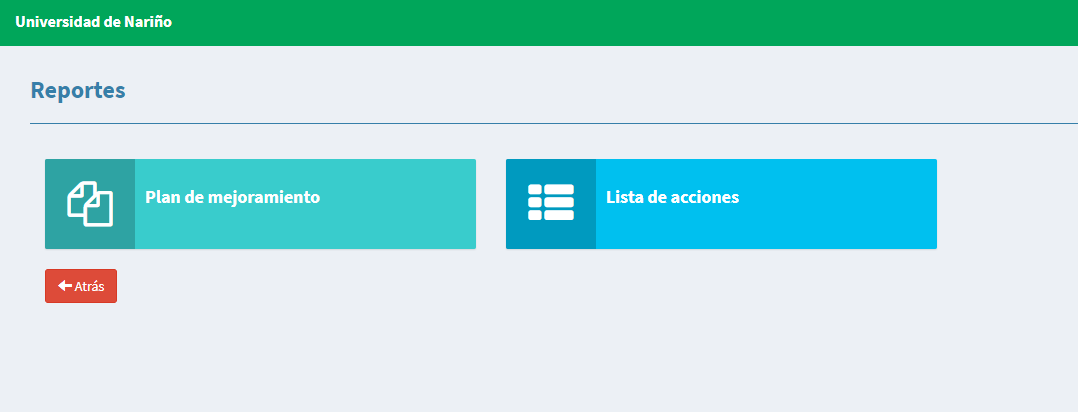 Universidad de Nariño
Reportes
Plan de mejoramiento
Lista de acciones
Atrás